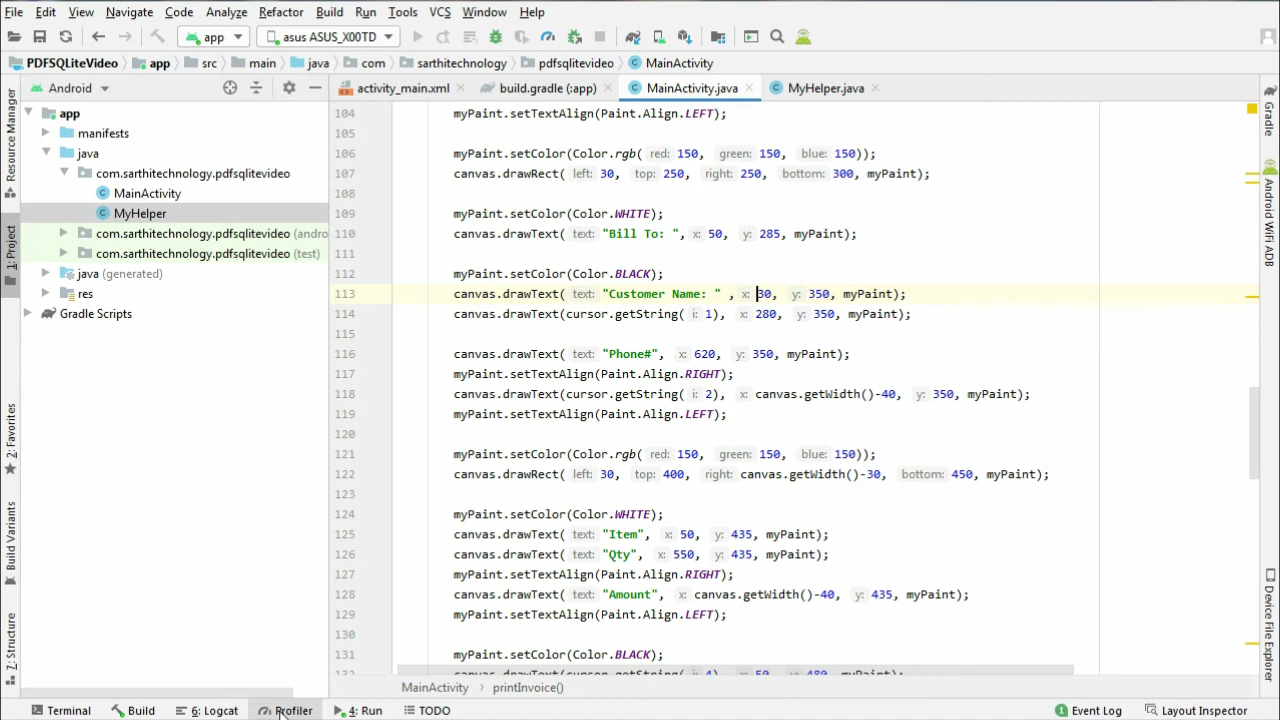 File Edit View Navigate Code Analyze Refactor Build Run Tools VCS Window Help
app asus ASUS_X00TD
PDFSQLiteVideo app src main java com sarthitechnology pdfsqlitevideo MainActivity
Android activity_main.xml build.gradle (:app) MainActivity.java MyHelper.java
app
manifests
java
com.sarthitechnology.pdfsqlitevideo
MainActivity
MyHelper
com.sarthitechnology.pdfsqlitevideo (andro
com.sarthitechnology.pdfsqlitevideo (test)
java (generated)
res
Gradle Scripts
Resource Manager
1: Project
2: Favorites
Build Variants
7: Structure
104 myPaint.setTextAlign(Paint.Align.LEFT);
105
106 myPaint.setColor(Color.rgb( red: 150, green: 150, blue: 150));
107 canvas.drawRect( left: 30, top: 250, right: 250, bottom: 300, myPaint);
108
109 myPaint.setColor(Color.WHITE);
110 canvas.drawText( text: "Bill To: ", x: 50, y: 285, myPaint);
111
112 myPaint.setColor(Color.BLACK);
113 canvas.drawText( text: "Customer Name: " , x: 30, y: 350, myPaint);
114 canvas.drawText(cursor.getString( i: 1), x: 280, y: 350, myPaint);
115
116 canvas.drawText( text: "Phone#", x: 620, y: 350, myPaint);
117 myPaint.setTextAlign(Paint.Align.RIGHT);
118 canvas.drawText(cursor.getString( i: 2), x: canvas.getWidth()-40, y: 350, myPaint);
119 myPaint.setTextAlign(Paint.Align.LEFT);
120
121 myPaint.setColor(Color.rgb( red: 150, green: 150, blue: 150));
122 canvas.drawRect( left: 30, top: 400, right: canvas.getWidth()-30, bottom: 450, myPaint);
123
124 myPaint.setColor(Color.WHITE);
125 canvas.drawText( text: "Item", x: 50, y: 435, myPaint);
126 canvas.drawText( text: "Qty", x: 550, y: 435, myPaint);
127 myPaint.setTextAlign(Paint.Align.RIGHT);
128 canvas.drawText( text: "Amount", x: canvas.getWidth()-40, y: 435, myPaint);
129 myPaint.setTextAlign(Paint.Align.LEFT);
130
131 myPaint.setColor(Color.BLACK);
132 canvas.drawText(cursor.getString( i: 4), x: 50, y: 480, myPaint);
Gradle
Android WiFi ADB
Device File Explorer
MainActivity printInvoice()
Terminal Build 6: Logcat Profiler 4: Run TODO 1 Event Log Layout Inspector